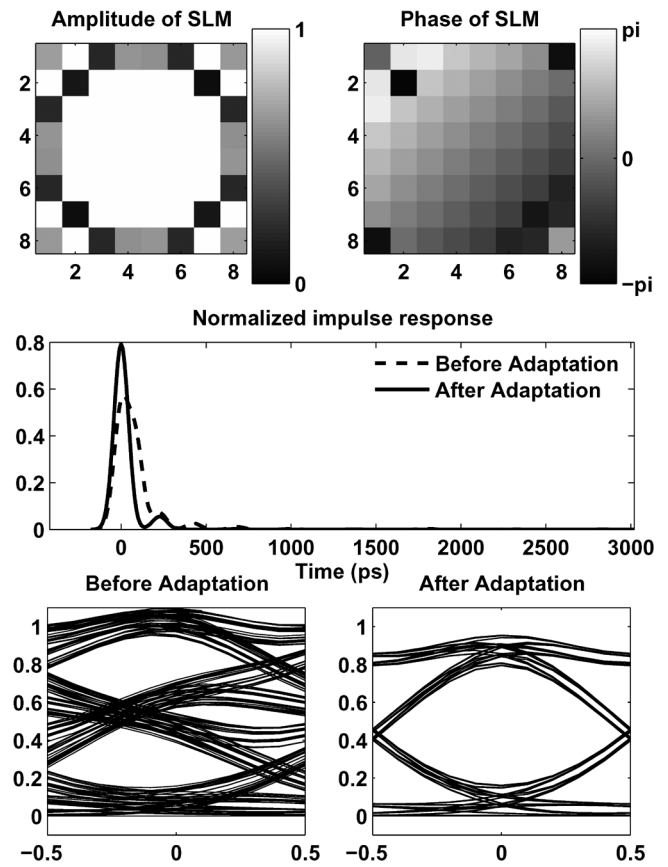 Amplitude of SLM
Phase of SLM
2
4
6
8
2 4 6 8
1
0
2
4
6
8
2 4 6 8
pi
0
−pi
Normalized impulse response
0.8
0.6
0.4
0.2
0
Before Adaptation
After Adaptation
0 500 1000 1500 2000 2500 3000
Time (ps)
Before Adaptation
After Adaptation
1
0.8
0.6
0.4
0.2
0
−0.5 0 0.5
1
0.8
0.6
0.4
0.2
0
−0.5 0 0.5